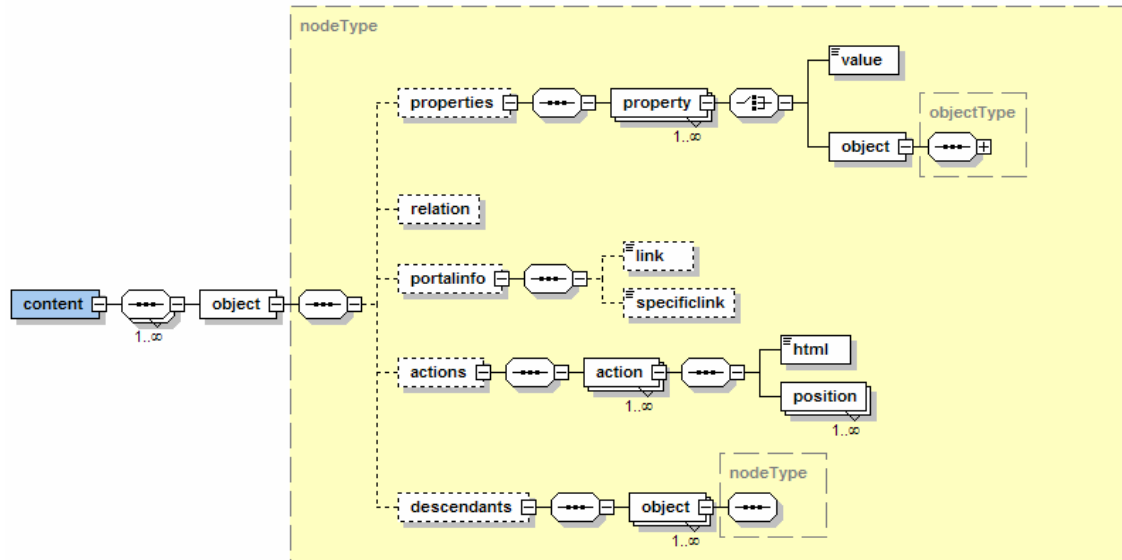 nodeType
value
properties
property
1..∞
objectType
object
relation
link
portalinfo
specificlink
content
1..∞
object
html
actions
action
1..∞
position
1..∞
nodeType
descendants
object
1..∞